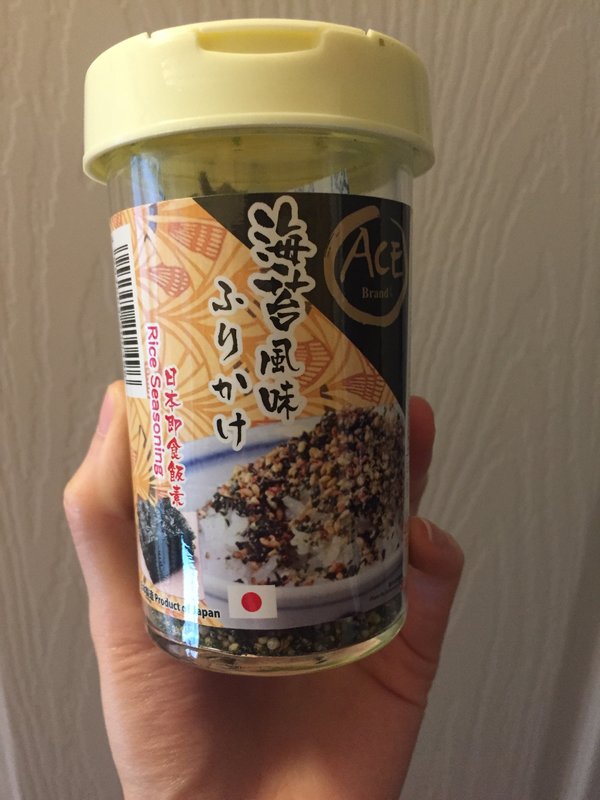 ACE
Brand
海苔風味
ふりかけ
日本即食飯素
Rice Seasoning
Product of Japan